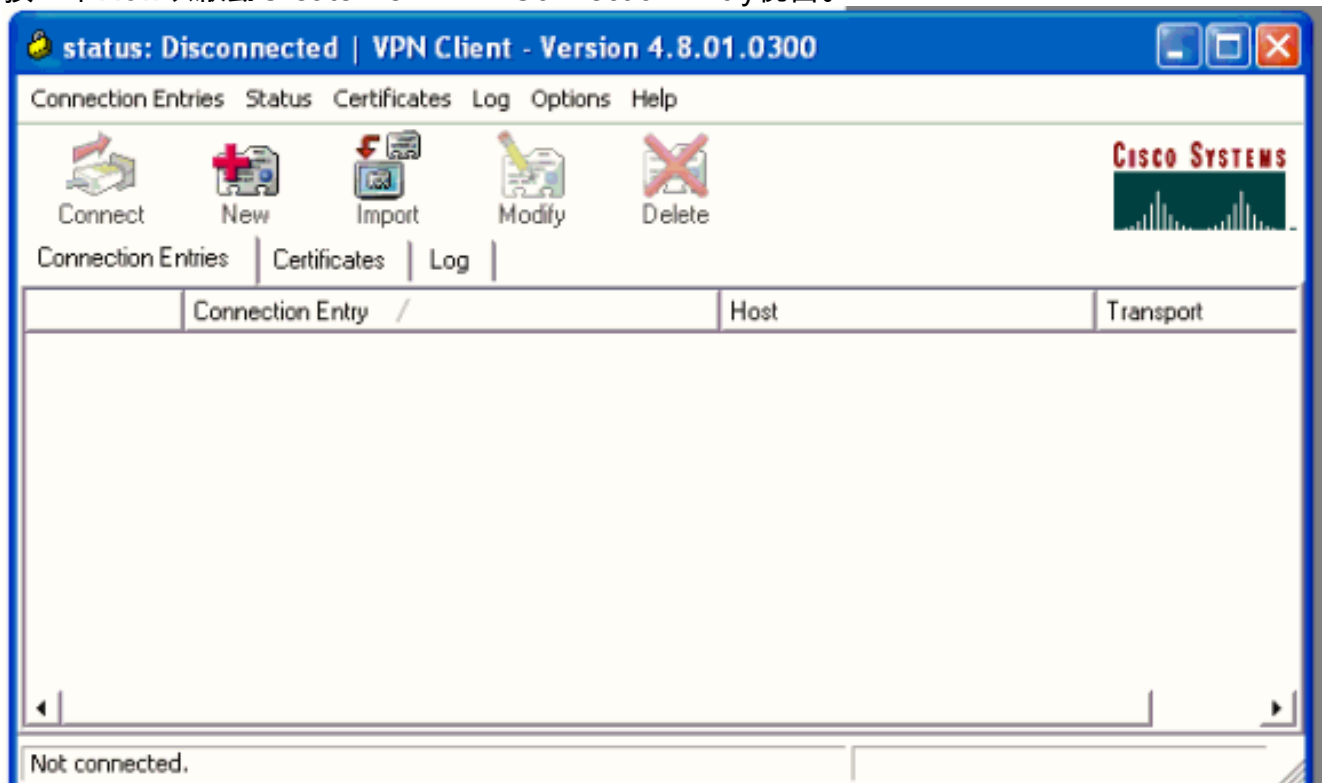 status: Disconnected | VPN Client - Version 4.8.01.0300
Connection Entries Status Certificates Log Options Help
CISCO SYSTEMS
Connect New Import Modify Delete
Connection Entries Certificates Log
Connection Entry / Host Transport
Not connected.